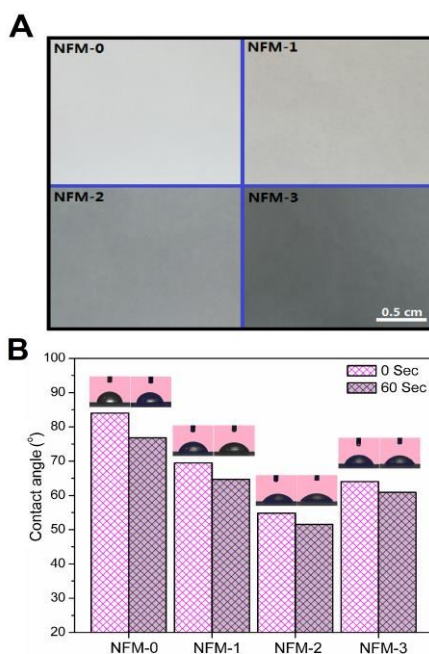 A
NFM-0
NFM-1
NFM-2
NFM-3
0.5 cm
B
Contact angle (°)
100
90
80
70
60
50
40
30
20
0 Sec
60 Sec
NFM-0
NFM-1
NFM-2
NFM-3